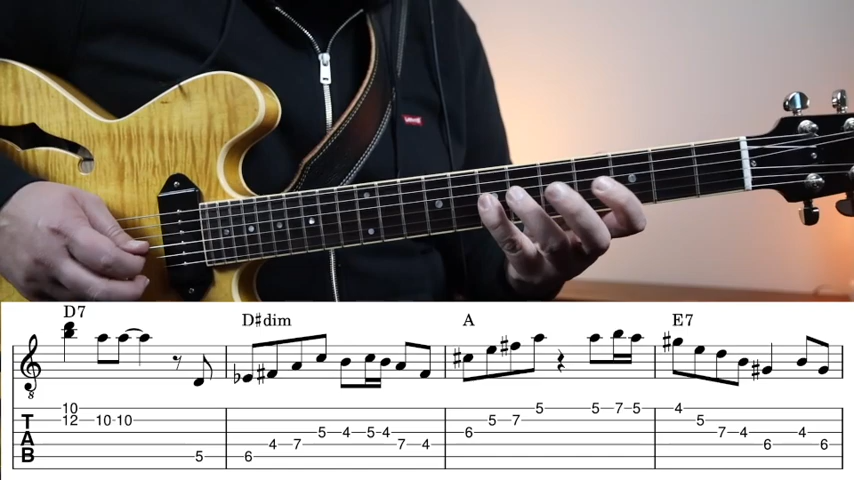 Levi's
D7 D♯dim A E7
8
10 5 5 7 5 4
12 10 10 5 7 5
T 5 4 5 4 6 7 4 4
A 4 7 7 4 6 6
B 5 6